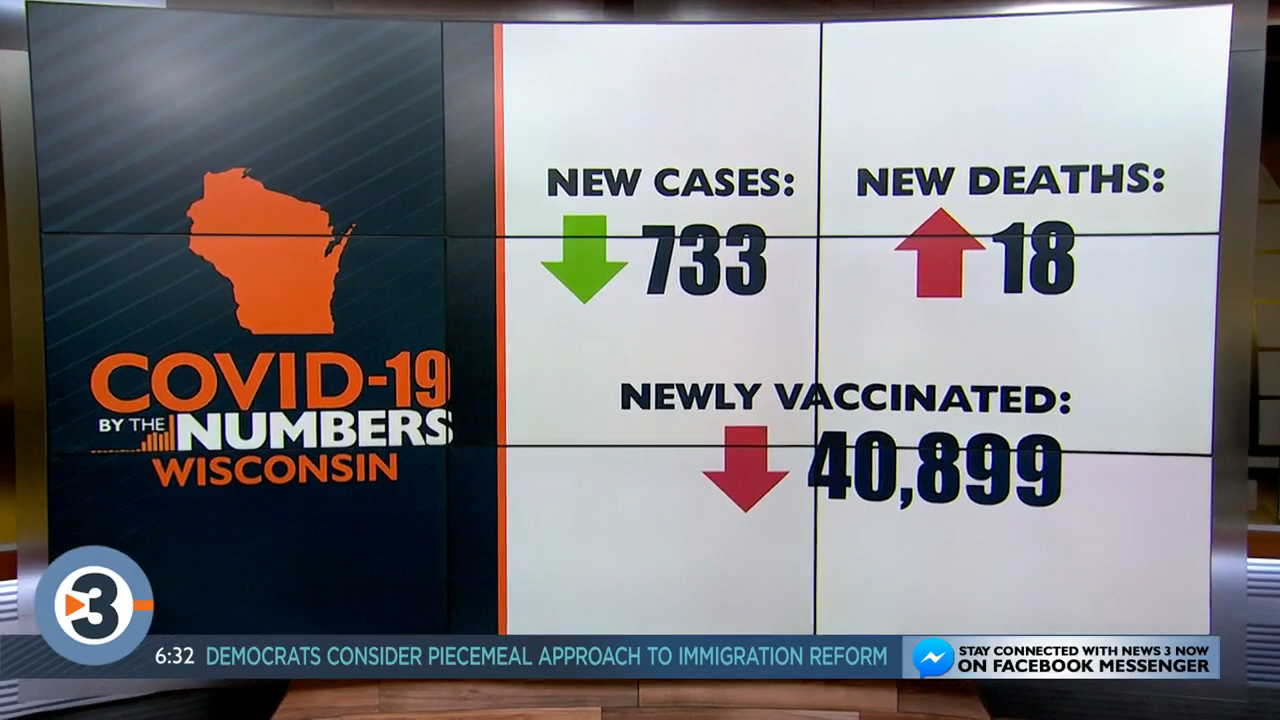 NEW CASES:
733
NEW DEATHS:
18
NEWLY VACCINATED:
40,899
COVID-19
BY THE NUMBERS
WISCONSIN
3
6:32 DEMOCRATS CONSIDER PIECEMEAL APPROACH TO IMMIGRATION REFORM
STAY CONNECTED WITH NEWS 3 NOW
ON FACEBOOK MESSENGER